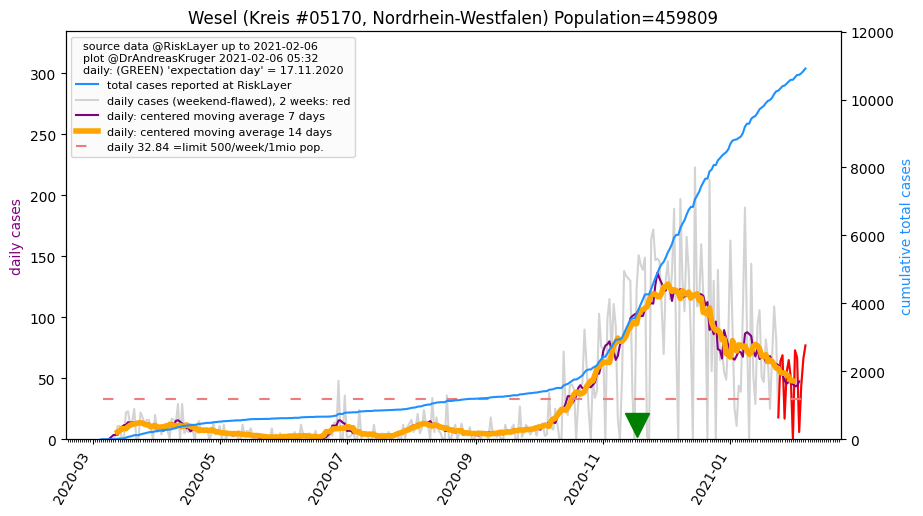 Wesel (Kreis #05170, Nordrhein-Westfalen) Population=459809
source data @RiskLayer up to 2021-02-06
plot @DrAndreasKruger 2021-02-06 05:32
daily: (GREEN) 'expectation day' = 17.11.2020
total cases reported at RiskLayer
daily cases (weekend-flawed), 2 weeks: red
daily: centered moving average 7 days
daily: centered moving average 14 days
daily 32.84 =limit 500/week/1mio pop.
daily cases
300
250
200
150
100
50
0
12000
10000
8000
6000
4000
2000
0
cumulative total cases
2020-03
2020-05
2020-07
2020-09
2020-11
2021-01